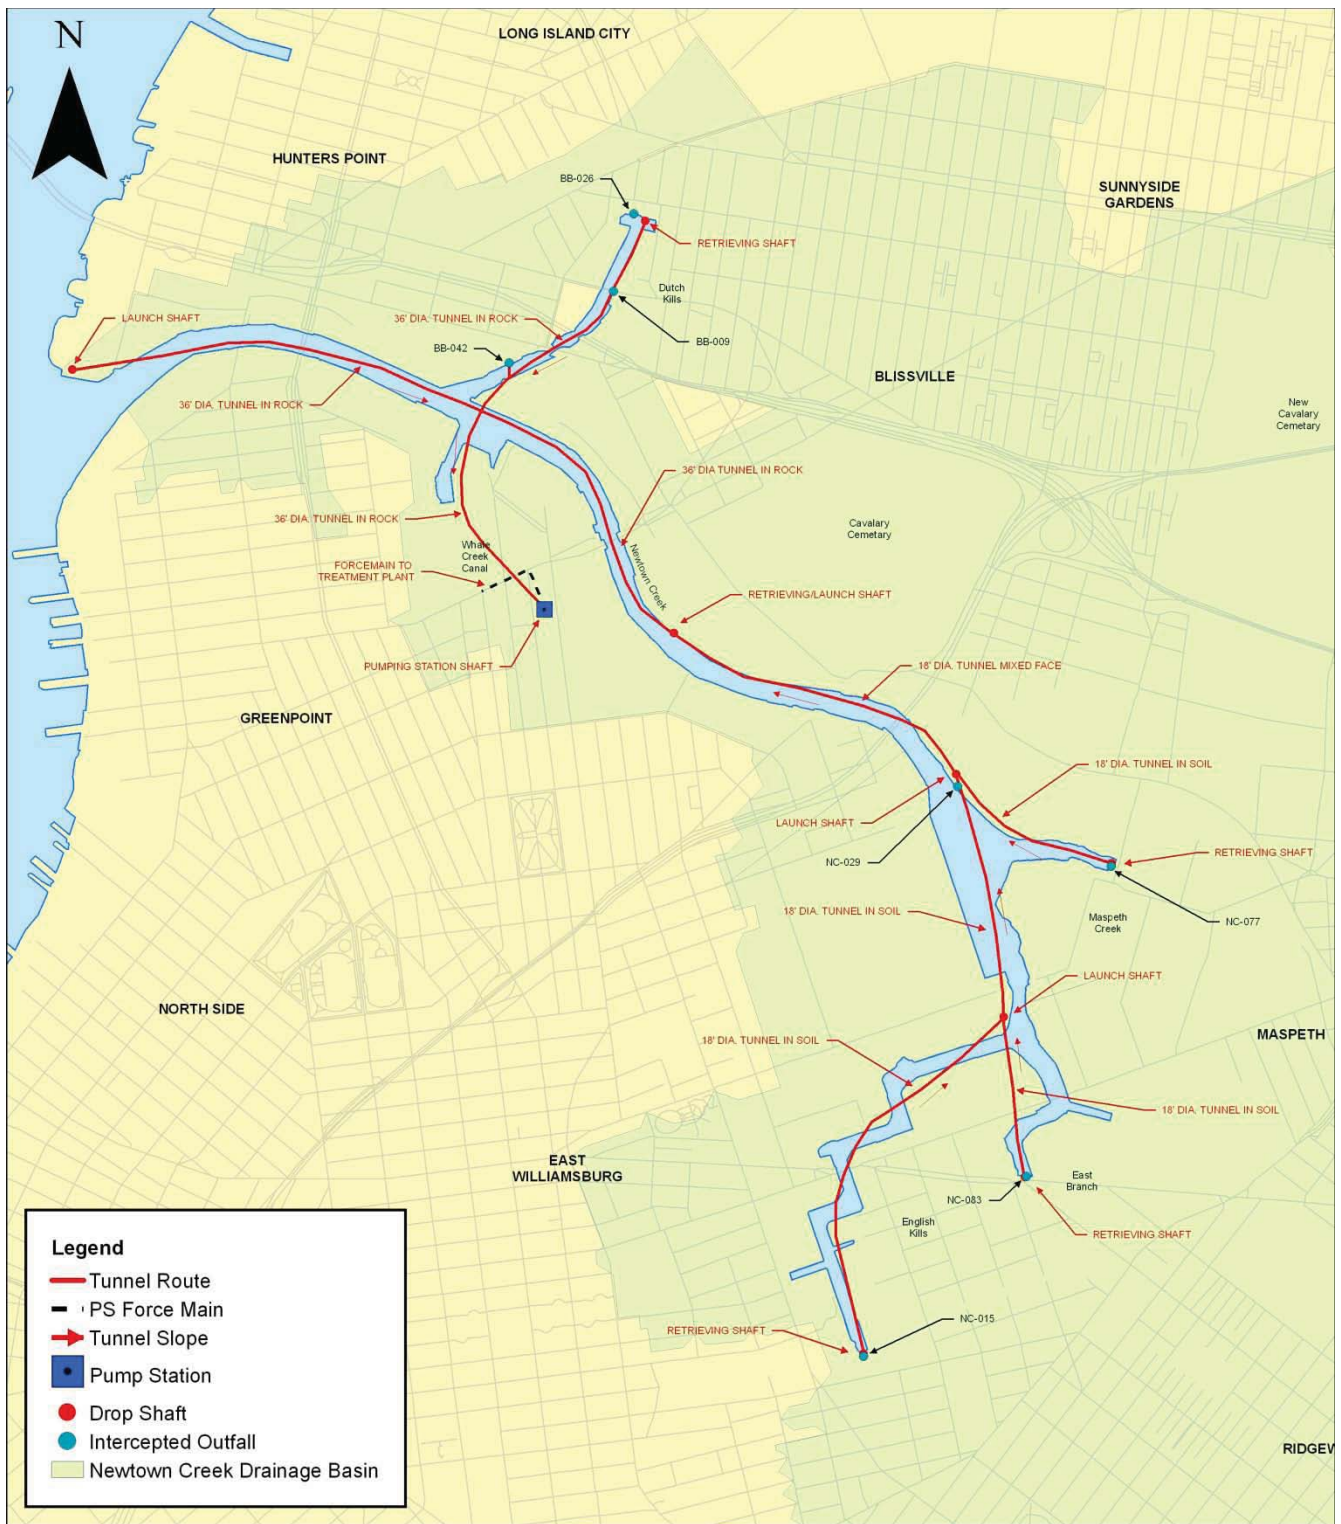 N
LONG ISLAND CITY
HUNTERS POINT
BB-026
SUNNYSIDE
GARDENS
RETRIEVING SHAFT
Dutch
Kills
LAUNCH SHAFT
36' DIA. TUNNEL IN ROCK
BB-042
BB-009
BLISSVILLE
36' DIA. TUNNEL IN ROCK
New
Cavalary
Cemetary
36' DIA TUNNEL IN ROCK
36' DIA. TUNNEL IN ROCK
Cavalary
Cemetery
Whale
Creek
Canal
FORCEMAIN TO
TREATMENT PLANT
Newtown Creek
RETRIEVING/LAUNCH SHAFT
PUMPING STATION SHAFT
18' DIA. TUNNEL MIXED FACE
GREENPOINT
18' DIA. TUNNEL IN SOIL
LAUNCH SHAFT
NC-029
RETRIEVING SHAFT
18' DIA. TUNNEL IN SOIL
Maspeth
Creek
NC-077
LAUNCH SHAFT
NORTH SIDE
MASPETH
18' DIA. TUNNEL IN SOIL
18' DIA. TUNNEL IN SOIL
EAST
WILLIAMSBURG
East
Branch
NC-083
English
Kills
RETRIEVING SHAFT
NC-015
RETRIEVING SHAFT
RIDGEW
Legend
Tunnel Route
PS Force Main
Tunnel Slope
Pump Station
Drop Shaft
Intercepted Outfall
Newtown Creek Drainage Basin